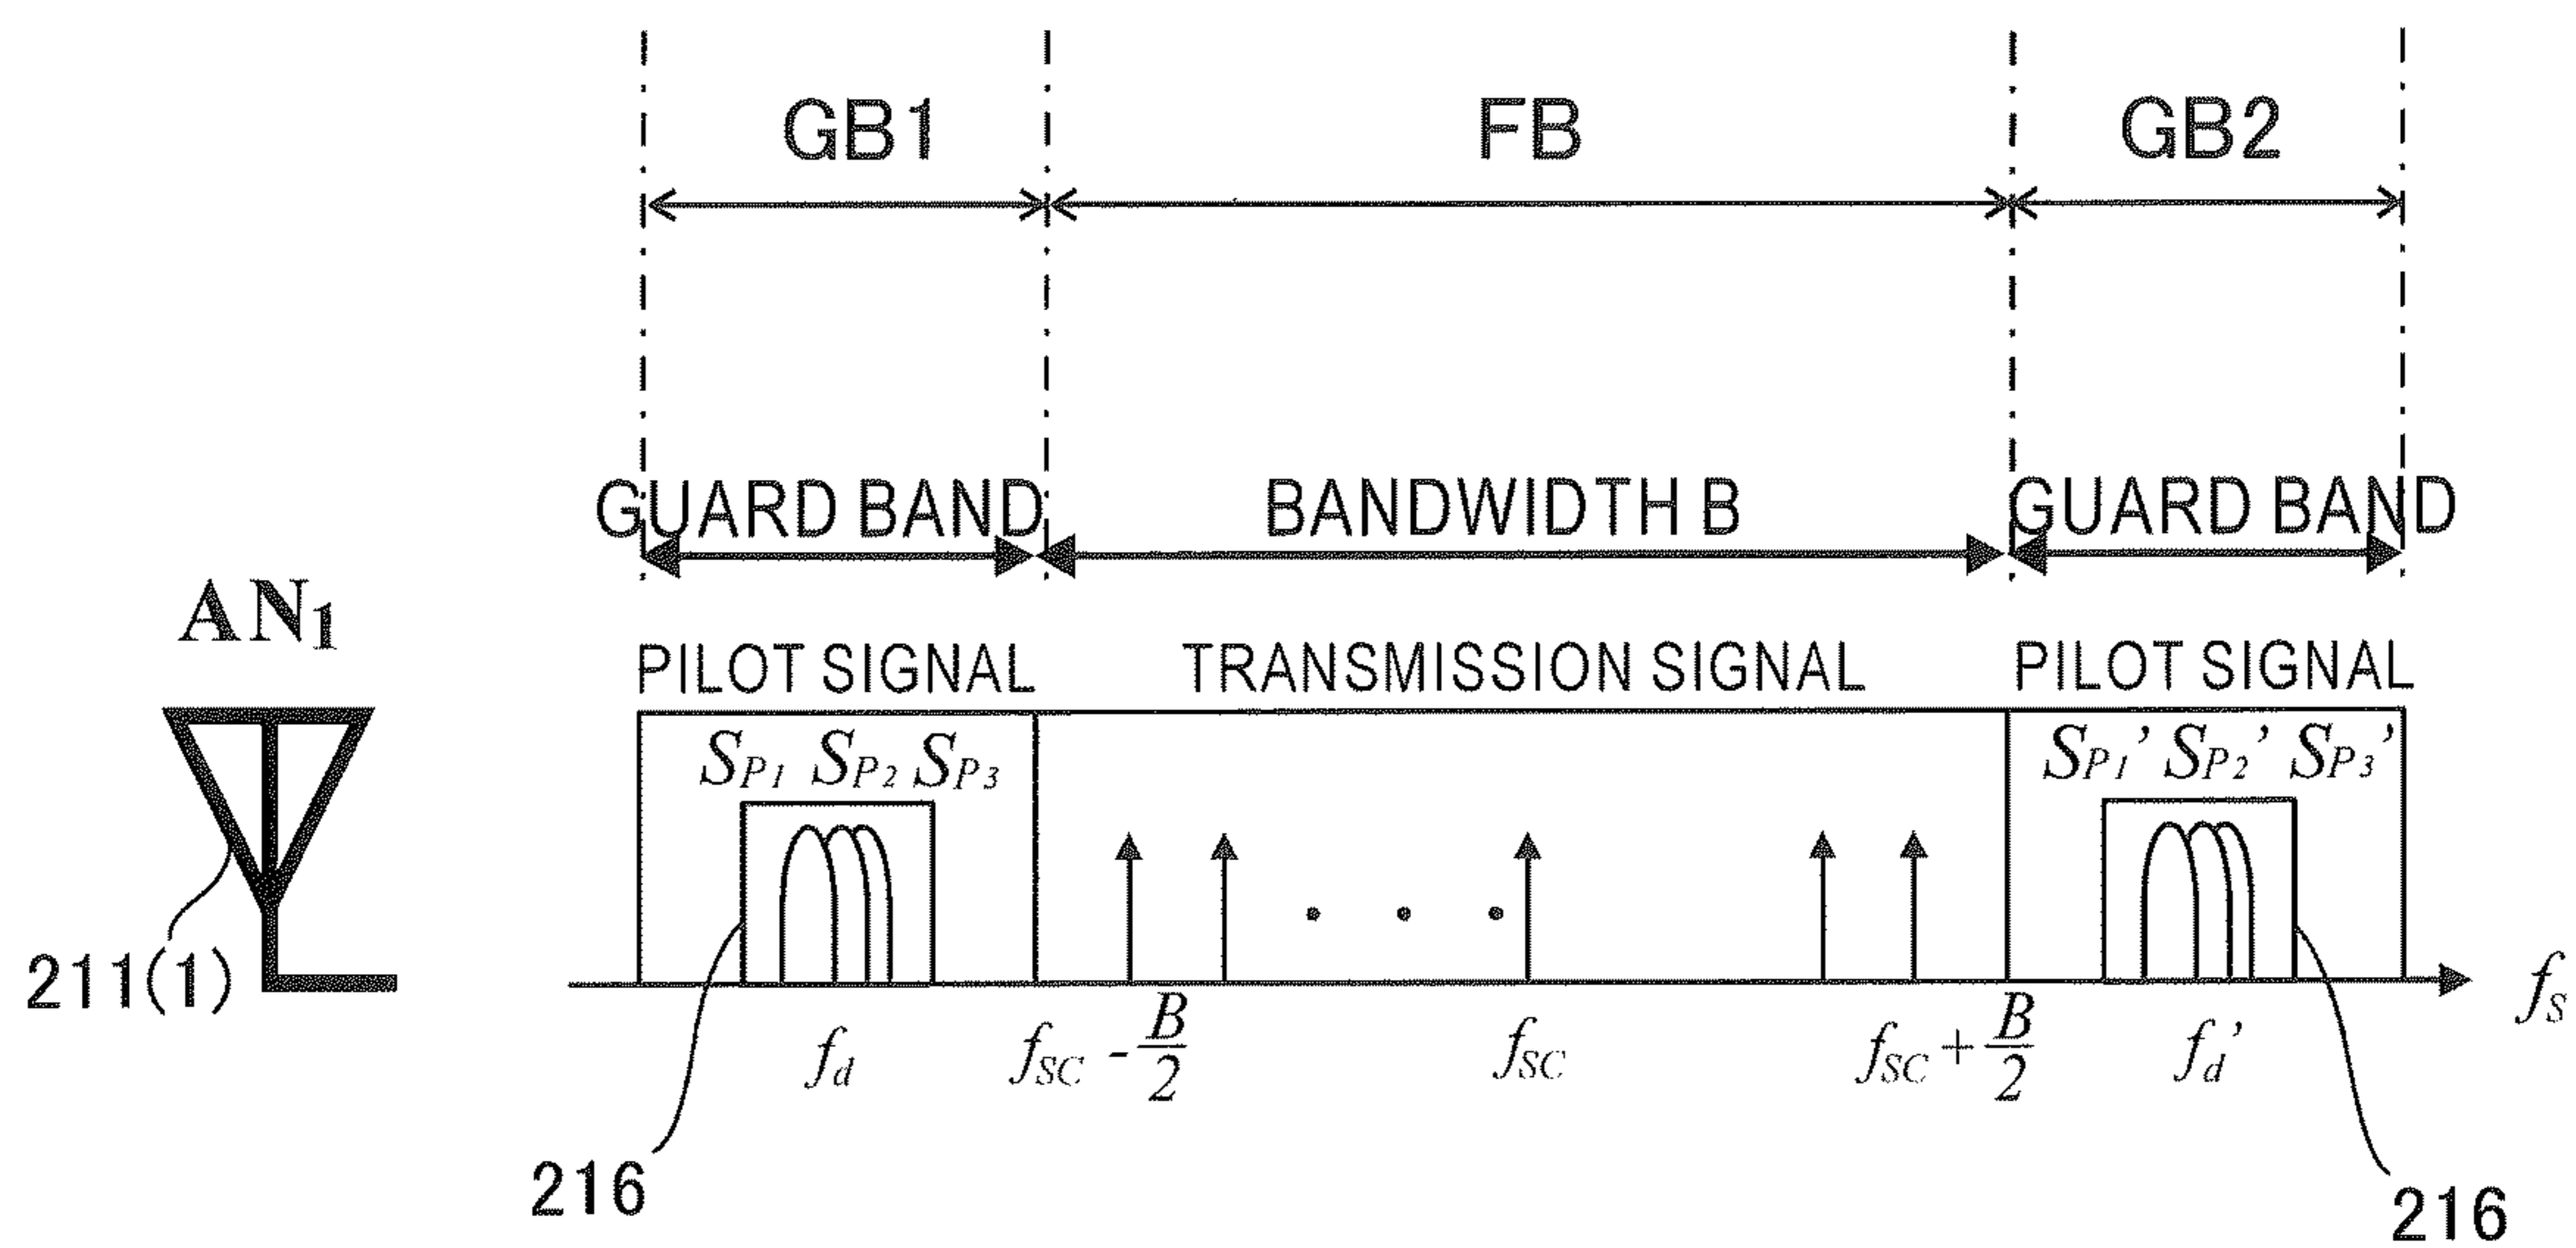 GB1 FB GB2
GUARD BAND BANDWIDTH B GUARD BAND
AN1
PILOT SIGNAL TRANSMISSION SIGNAL PILOT SIGNAL
SP1 SP2 SP3 SP1' SP2' SP3'
211(1)
fd fSC - B/2 fSC fSC + B/2 fd' fS
216 216